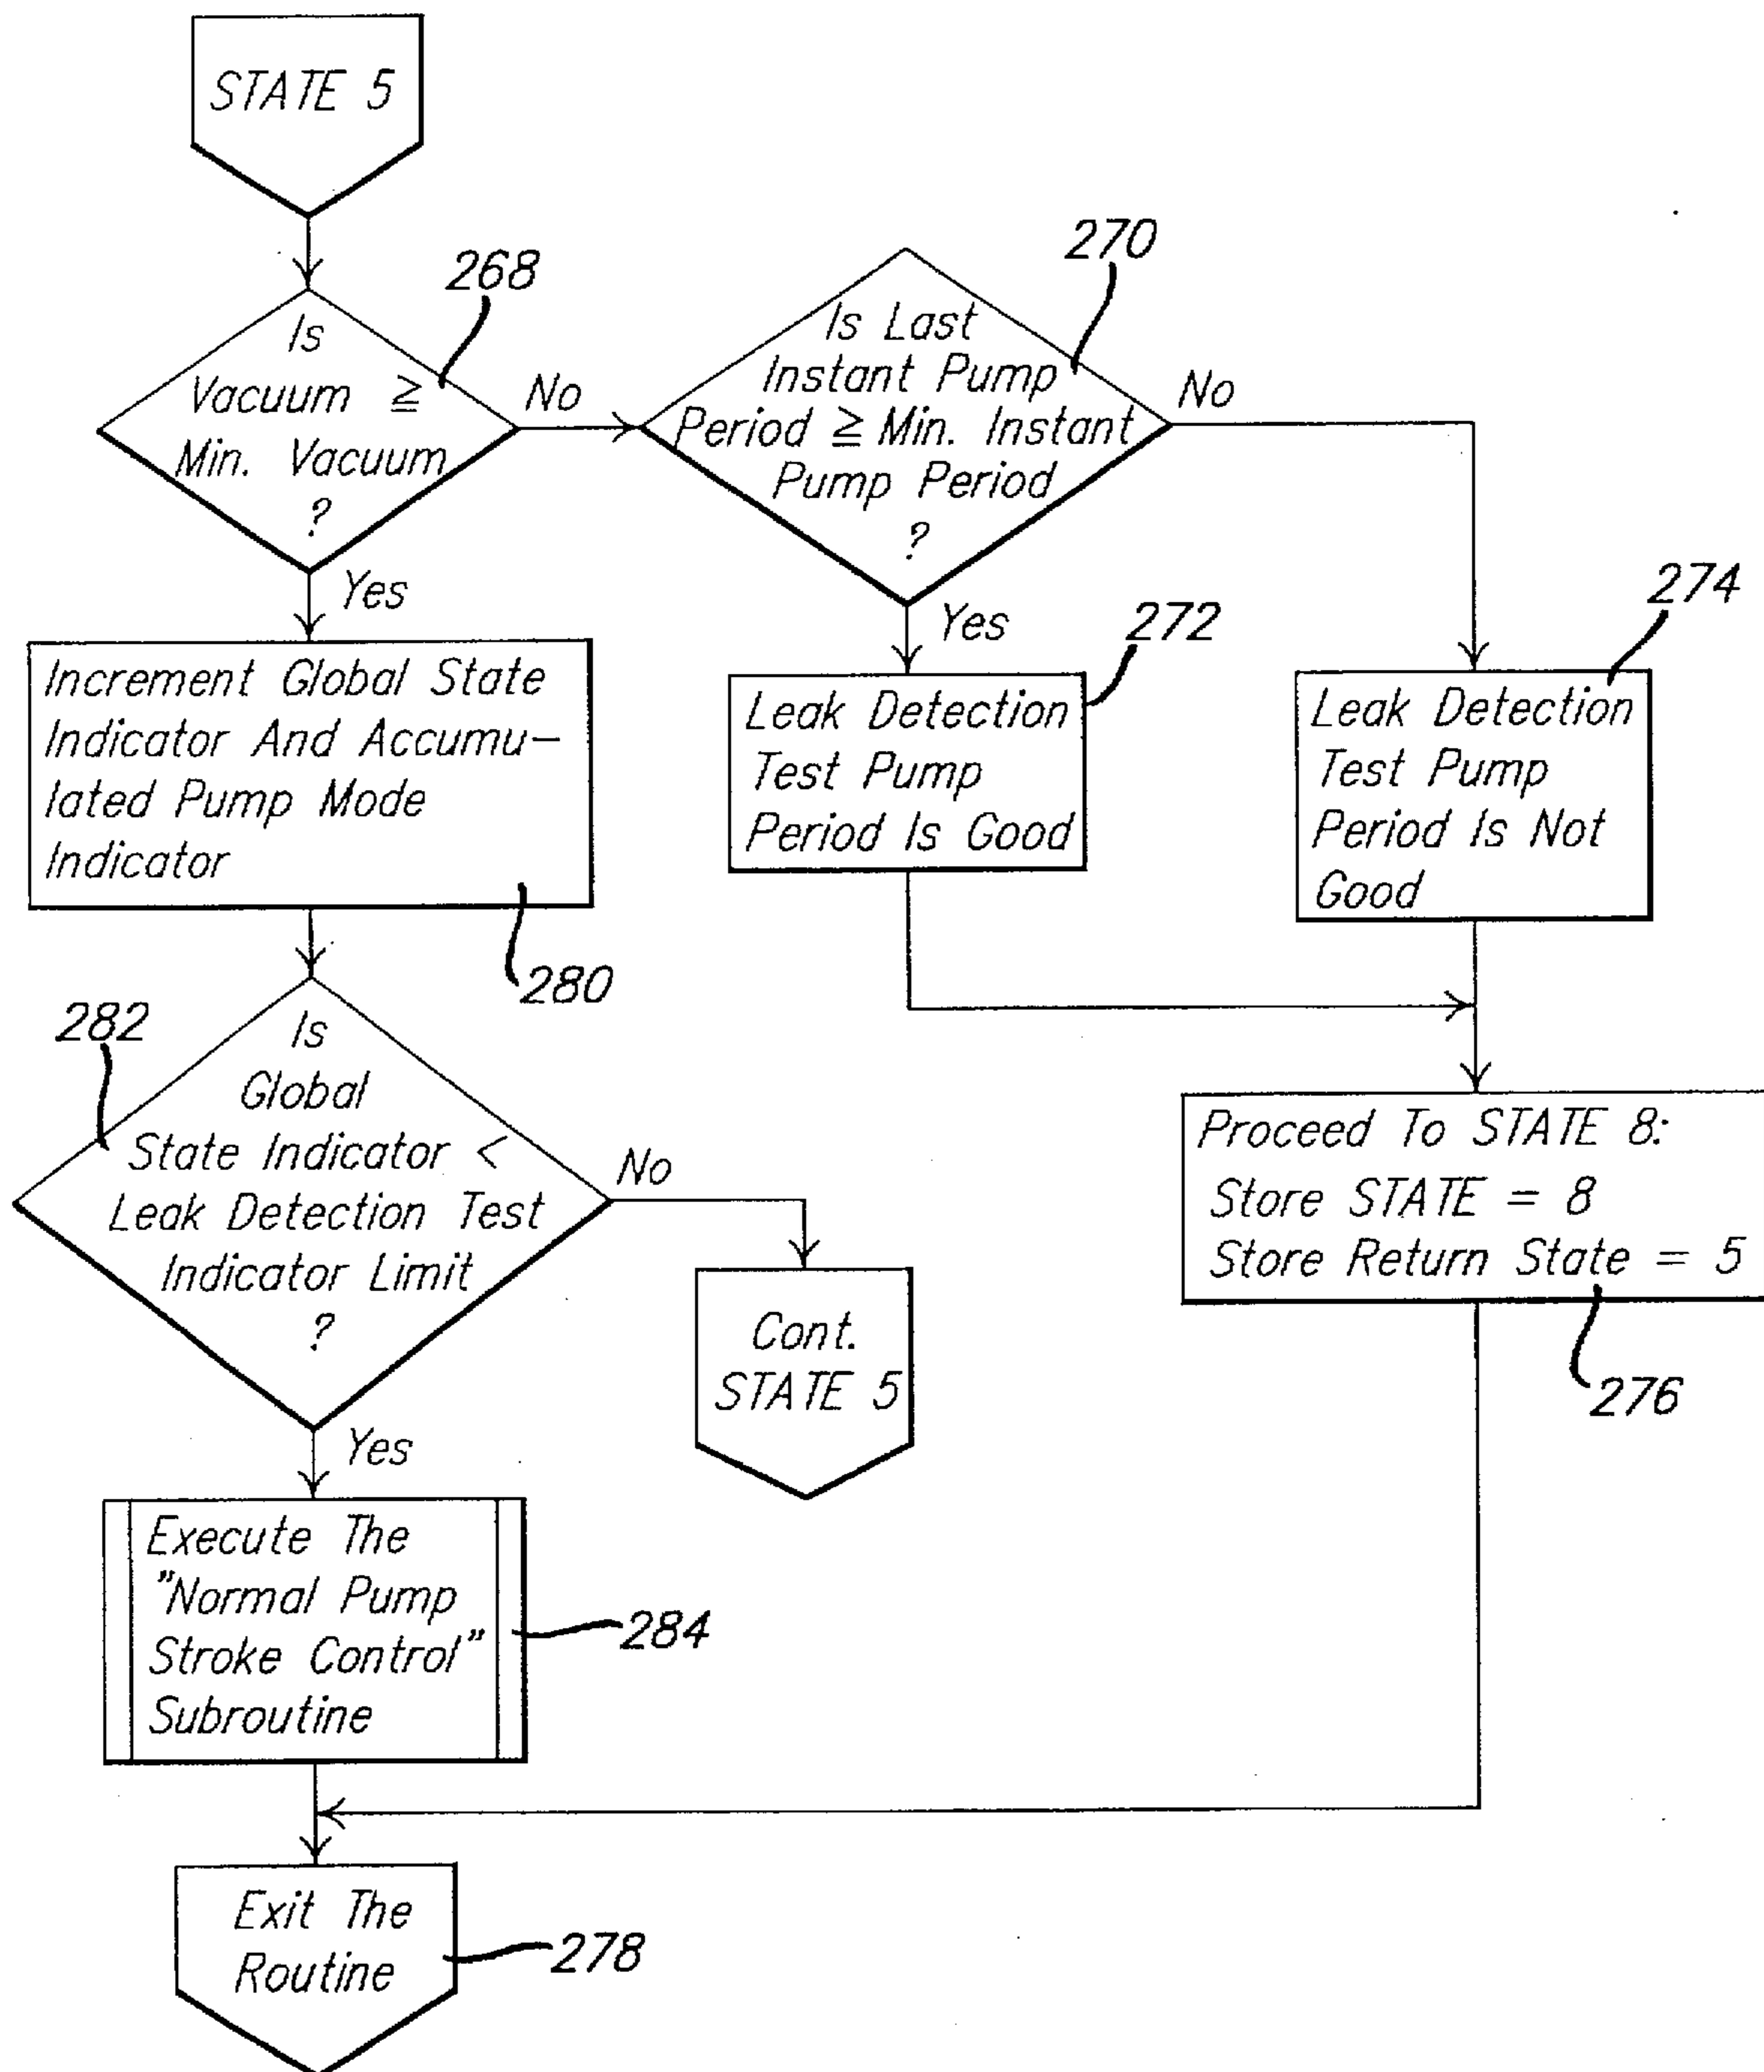 STATE 5
268
Is
Vacuum ≧
Min. Vacuum
?
No
Yes
270
Is Last
Instant Pump
Period ≧ Min. Instant
Pump Period
?
No
Yes
272
Leak Detection
Test Pump
Period Is Good
274
Leak Detection
Test Pump
Period Is Not
Good
Increment Global State
Indicator And Accumu-
lated Pump Mode
Indicator
280
282
Is
Global
State Indicator <
Leak Detection Test
Indicator Limit
?
No
Yes
Cont.
STATE 5
Proceed To STATE 8:
Store STATE = 8
Store Return State = 5
276
Execute The
"Normal Pump
Stroke Control"
Subroutine
284
Exit The
Routine
278